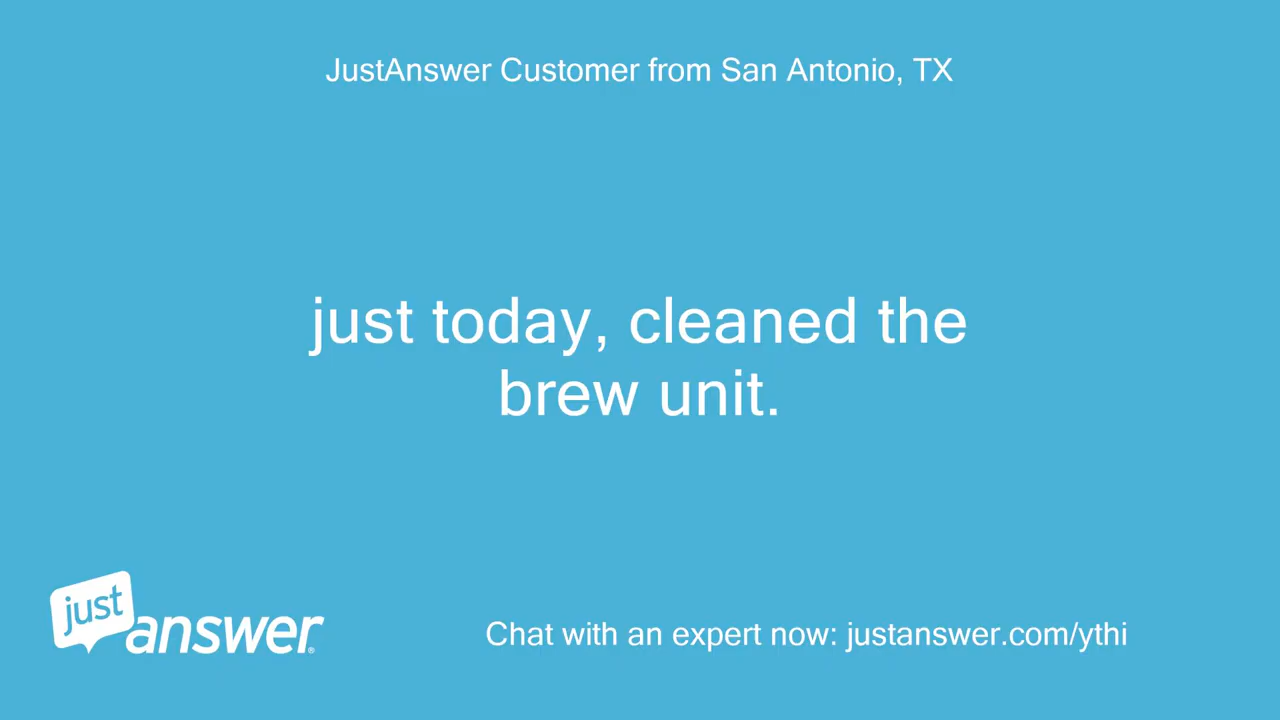 JustAnswer Customer from San Antonio, TX
just today, cleaned the
brew unit.
just
answer®
Chat with an expert now: justanswer.com/ythi